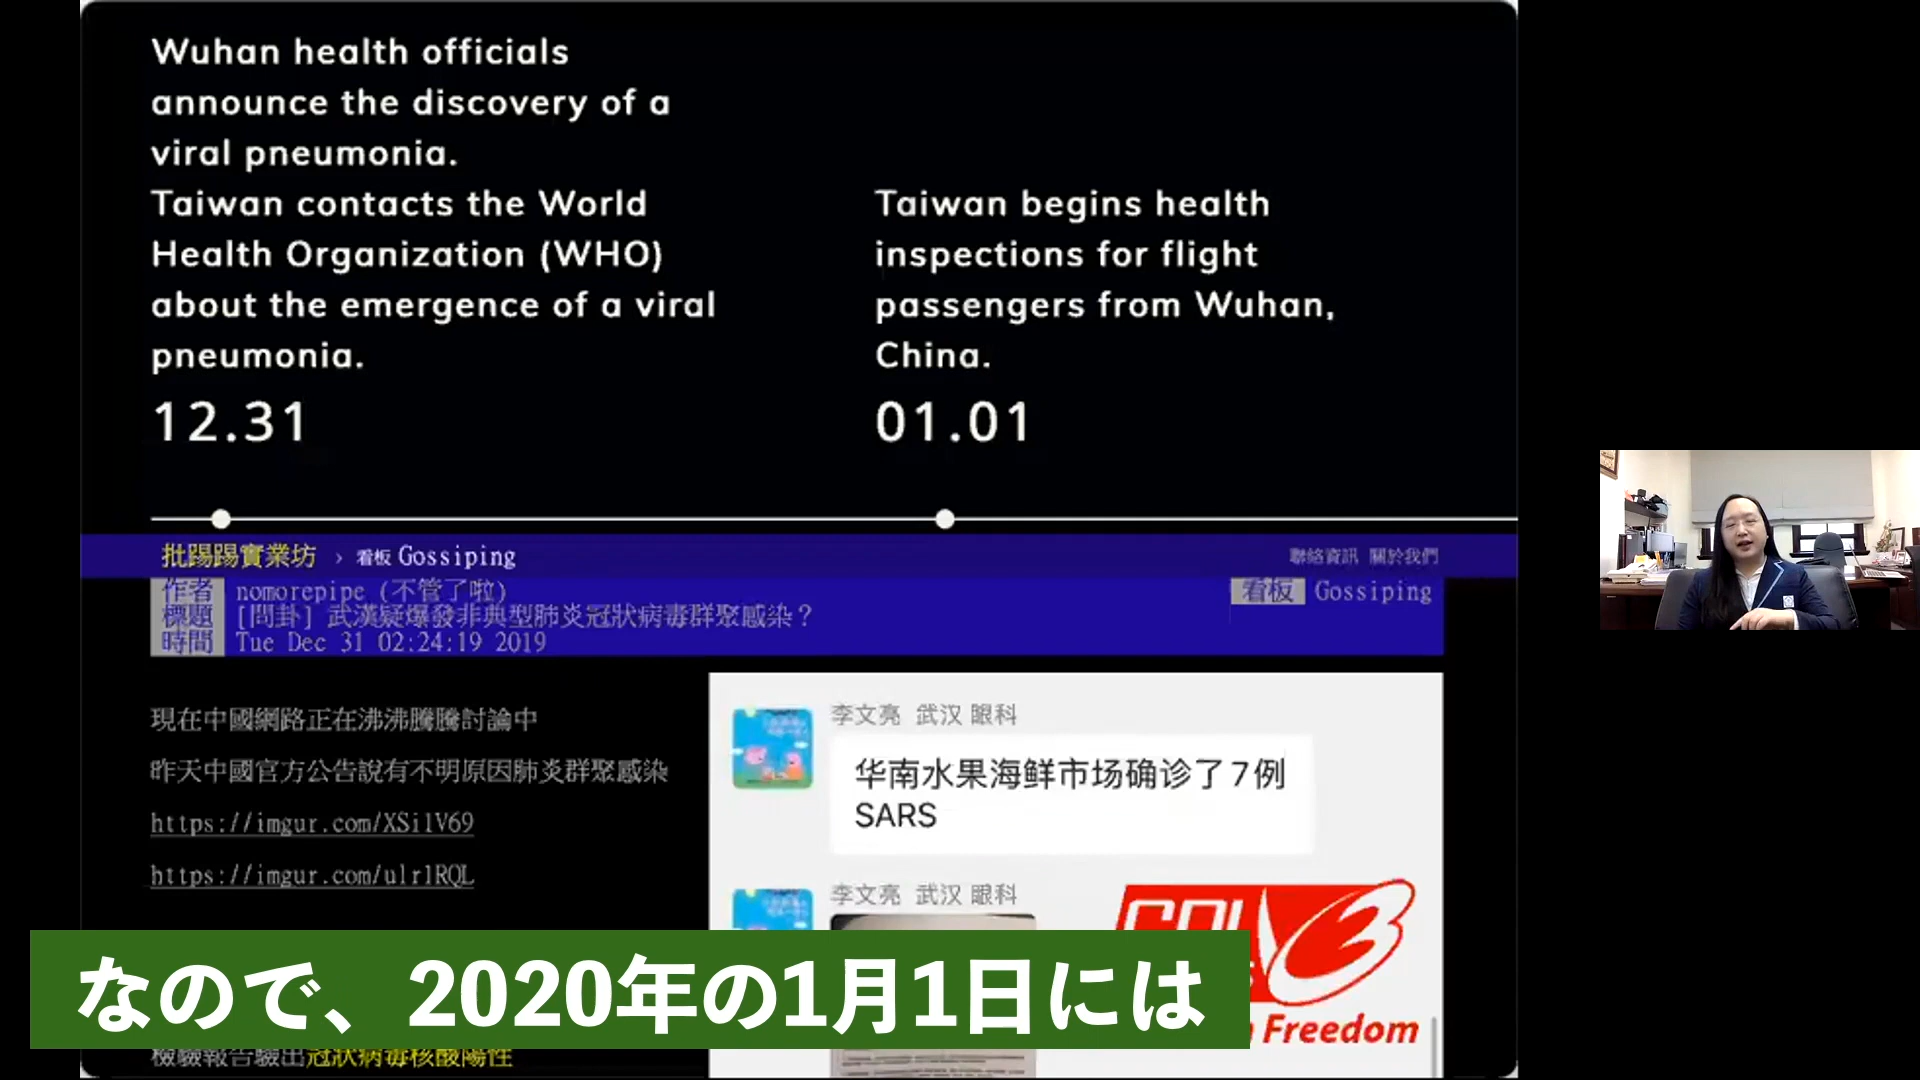 Wuhan health officials
announce the discovery of a
viral pneumonia.
Taiwan contacts the World
Health Organization (WHO)
about the emergence of a viral
pneumonia.
12.31
Taiwan begins health
inspections for flight
passengers from Wuhan,
China.
01.01
批踢踢實業坊 › 看板 Gossiping
聯絡資訊 關於我們
作者 nomorepipe (不管了啦)
看板 Gossiping
標題 [問卦] 武漢疑爆發非典型肺炎冠狀病毒群聚感染？
時間 Tue Dec 31 02:24:19 2019
現在中國網路正在沸沸騰騰討論中
昨天中國官方公告說有不明原因肺炎群聚感染
https://imgur.com/XSi1V69
https://imgur.com/ulr1RQL
李文亮 武汉 眼科
华南水果海鲜市场确诊了7例
SARS
李文亮 武汉 眼科
Freedom
なので、2020年の1月1日には
檢驗報告驗出冠狀病毒核酸陽性